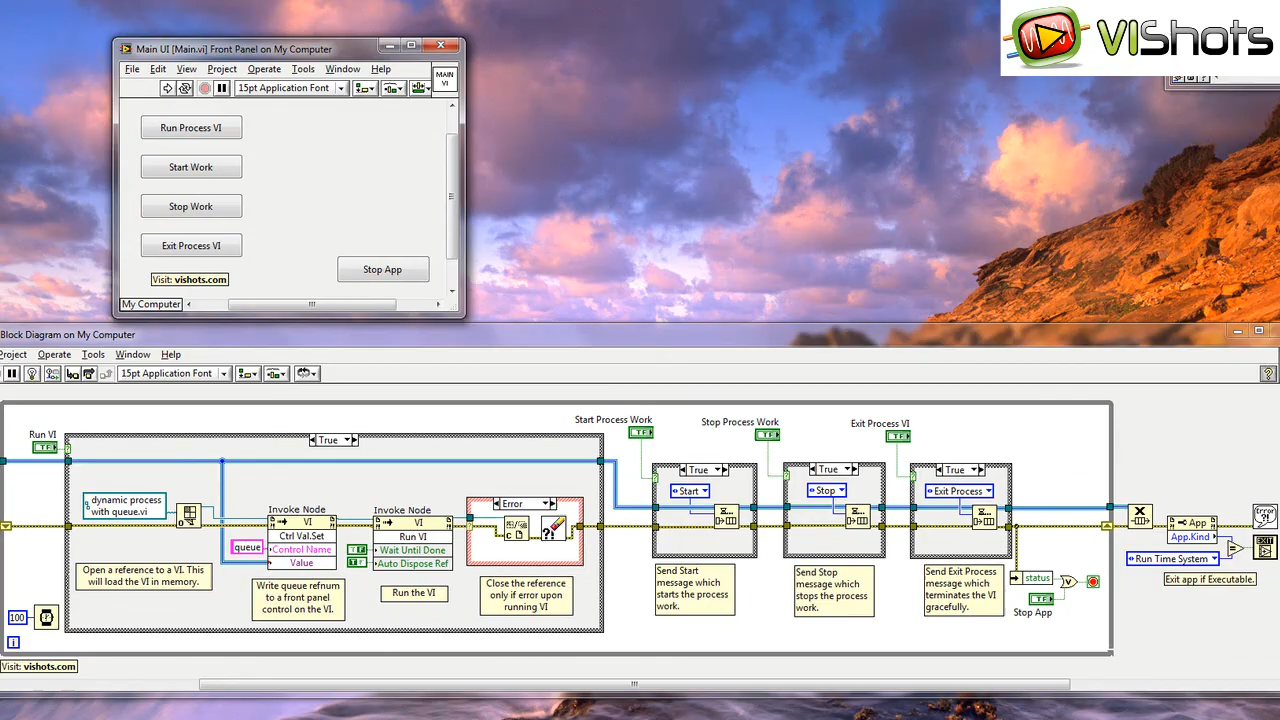 VIShots
Main UI [Main.vi] Front Panel on My Computer
File Edit View Project Operate Tools Window Help
15pt Application Font
MAIN
VI
Run Process VI
Start Work
Stop Work
Exit Process VI
Stop App
Visit: vishots.com
My Computer
Block Diagram on My Computer
Project Operate Tools Window Help
15pt Application Font
Start Process Work
Stop Process Work
Exit Process VI
Run VI
TF
TF
TF
TF
True
True
True
True
Start
Stop
Exit Process
dynamic process
with queue.vi
Invoke Node
VI
Ctrl Val.Set
Control Name
Value
queue
Invoke Node
VI
Run VI
Wait Until Done
Auto Dispose Ref
Error
Open a reference to a VI. This
will load the VI in memory.
Write queue refnum
to a front panel
control on the VI.
Run the VI
Close the reference
only if error upon
running VI
Send Start
message which
starts the process
work.
Send Stop
message which
stops the process
work.
Send Exit Process
message which
terminates the VI
gracefully.
status
TF
Stop App
App
App.Kind
Run Time System
Exit app if Executable.
Error
EXIT
100
i
Visit: vishots.com